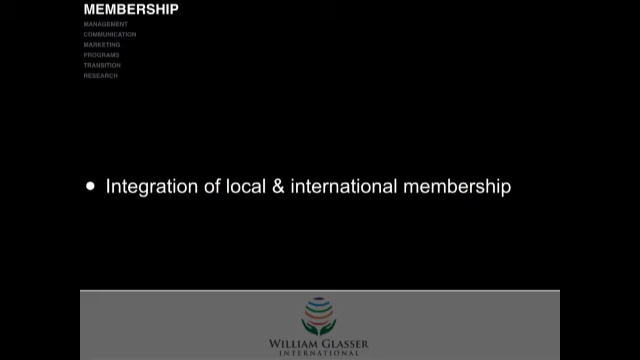 MEMBERSHIP
MANAGEMENT
COMMUNICATION
MARKETING
PROGRAMS
TRANSITION
RESEARCH
• Integration of local & international membership
WILLIAM GLASSER
INTERNATIONAL